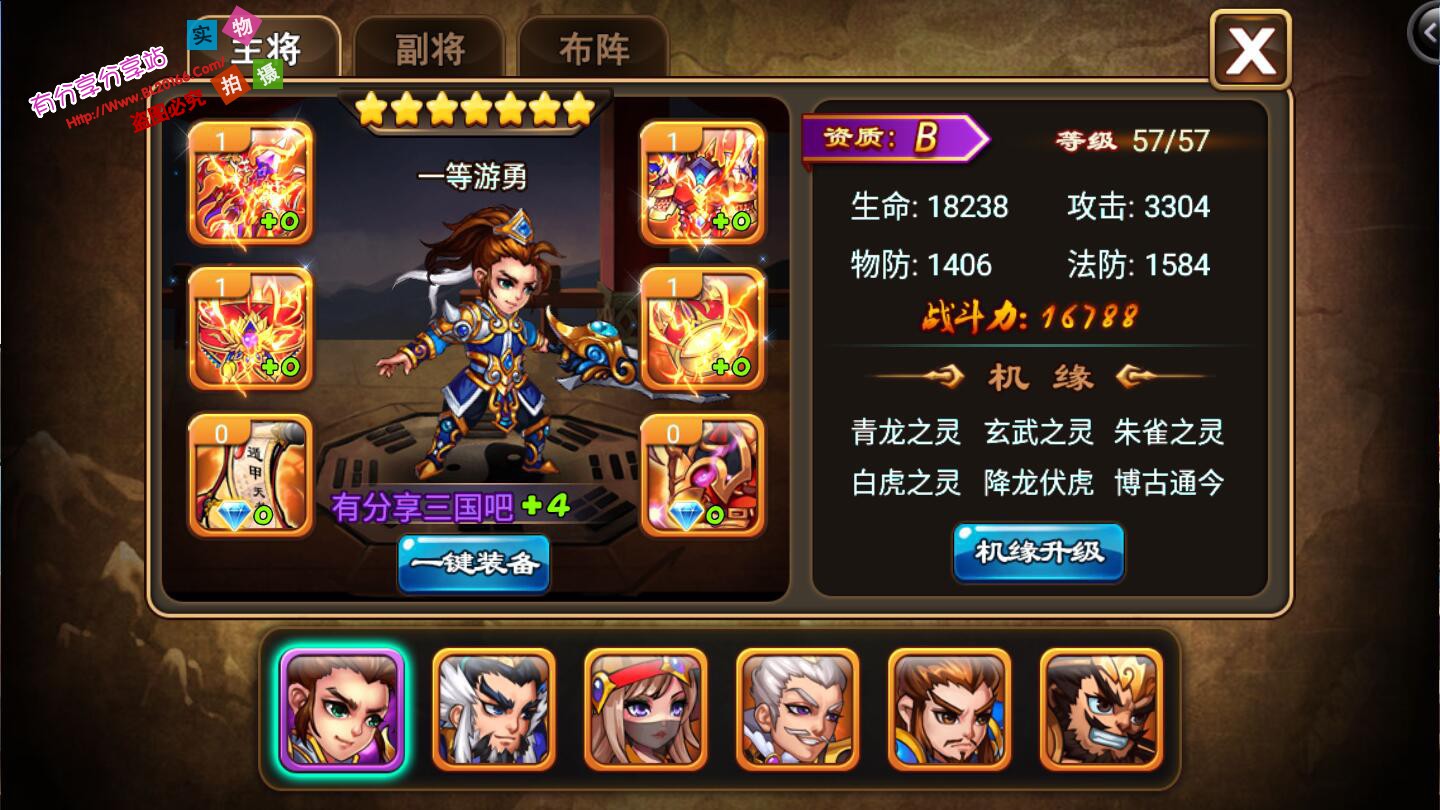 实物拍摄
有分享分享站
Http://Www.BL20166.Com/
盗图必究
主将 副将 布阵
一等游勇
1 +0
1 +0
1 +0
1 +0
0 遁甲天 0
0 0
有分享三国吧 +4
一键装备
资质: B 等级 57/57
生命: 18238 攻击: 3304
物防: 1406 法防: 1584
战斗力: 16788
机缘
青龙之灵 玄武之灵 朱雀之灵
白虎之灵 降龙伏虎 博古通今
机缘升级